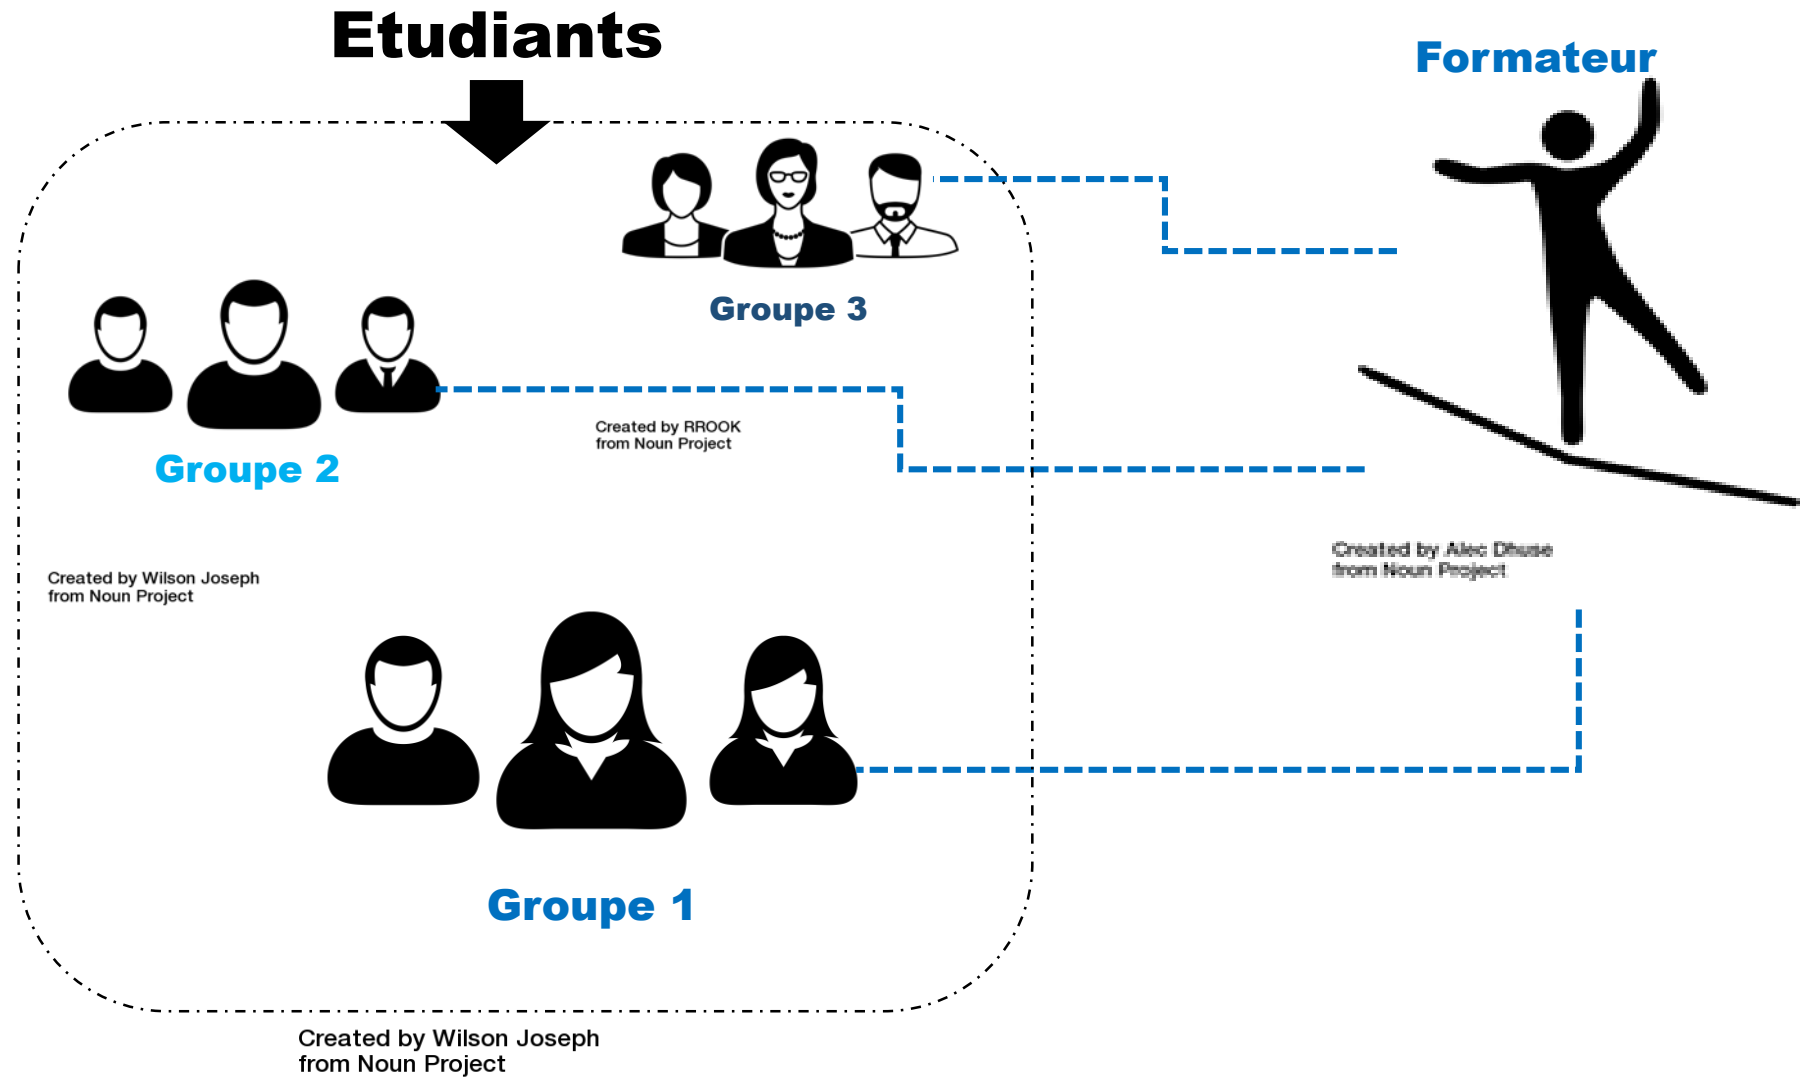 Etudiants
Formateur
Groupe 3
Created by RROOK
from Noun Project
Groupe 2
Created by Alec Dhuse
from Noun Project
Created by Wilson Joseph
from Noun Project
Groupe 1
Created by Wilson Joseph
from Noun Project